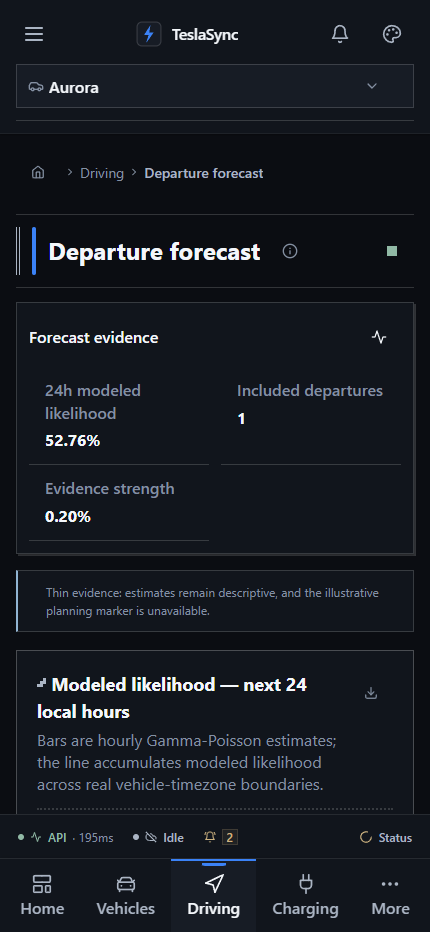 TeslaSync
Aurora
Driving
Departure forecast
Departure forecast
Forecast evidence
24h modeled
likelihood
52.76%
Included departures
1
Evidence strength
0.20%
Thin evidence: estimates remain descriptive, and the illustrative
planning marker is unavailable.
Modeled likelihood — next 24
local hours
Bars are hourly Gamma-Poisson estimates;
the line accumulates modeled likelihood
across real vehicle-timezone boundaries.
API · 195ms
Idle
2
Status
Home
Vehicles
Driving
Charging
More